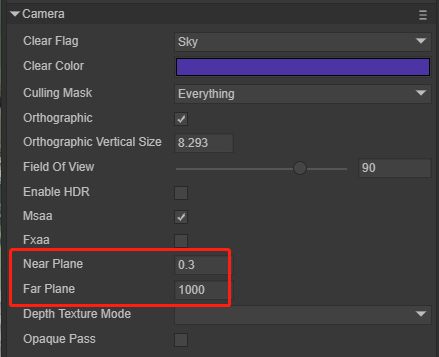 Camera
Clear Flag Sky
Clear Color
Culling Mask Everything
Orthographic
Orthographic Vertical Size 8.293
Field Of View 90
Enable HDR
Msaa
Fxaa
Near Plane 0.3
Far Plane 1000
Depth Texture Mode
Opaque Pass